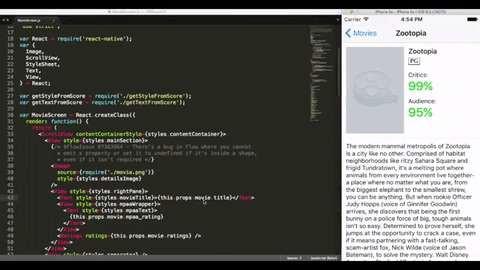 MovieScreen.js
iPhone 5s - iPhone 5s / iOS 9.2
'use strict';
var React = require('react-native');
var {
Image,
ScrollView,
StyleSheet,
Text,
View,
} = React;
var getStyleFromScore = require('./getStyleFromScore');
var getTextFromScore = require('./getTextFromScore');
var MovieScreen = React.createClass({
render: function() {
return (
<ScrollView contentContainerStyle={styles.contentContainer}>
<View style={styles.mainSection}>
There's a bug in flow where you cannot
omit a property or set it to undefined if it's inside a shape,
even if it isn't required */}
<Image
source={require('./movie.png')}
style={styles.detailsImage}
/>
<View style={styles.rightPane}>
<Text style={styles.movieTitle}>{this.props.movie.title}</Text>
<View style={styles.mpaaWrapper}>
<Text style={styles.mpaaText}>
{this.props.movie.mpaa_rating}
</Text>
</View>
<Ratings ratings={this.props.movie.ratings} />
</View>
</View>
Carrier
4:54 PM
Movies
Zootopia
Zootopia
PG
Critics:
99%
Audience:
95%
The modern mammal metropolis of Zootopia
is a city like no other. Comprised of habitat
neighborhoods like ritzy Sahara Square and
frigid Tundratown, it's a melting pot where
animals from every environment live together-
a place where no matter what you are, from
the biggest elephant to the smallest shrew,
you can be anything. But when rookie Officer
Judy Hopps (voice of Ginnifer Goodwin)
arrives, she discovers that being the first
bunny on a police force of big, tough animals
isn't so easy. Determined to prove herself, she
jumps at the opportunity to crack a case, even
if it means partnering with a fast-talking,
scam-artist fox, Nick Wilde (voice of Jason
Bateman), to solve the mystery. Walt Disney